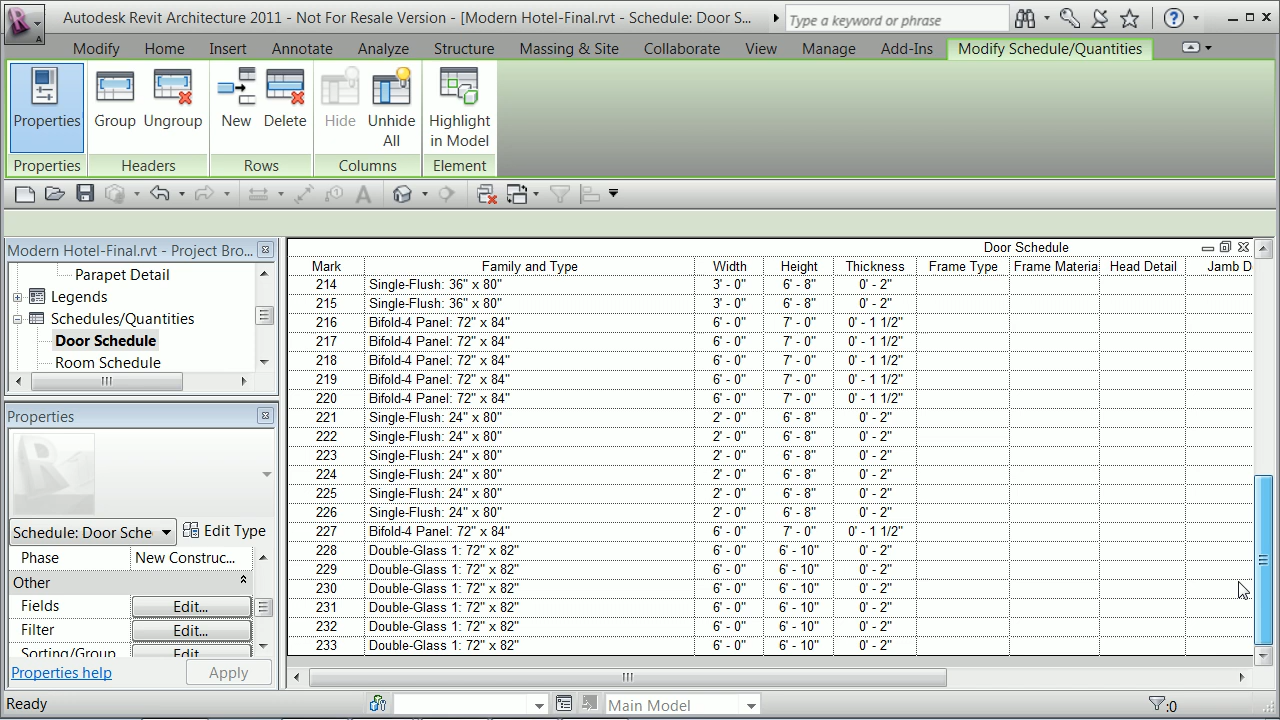 Autodesk Revit Architecture 2011 - Not For Resale Version - [Modern Hotel-Final.rvt - Schedule: Door S...
Type a keyword or phrase
Modify Home Insert Annotate Analyze Structure Massing & Site Collaborate View Manage Add-Ins Modify Schedule/Quantities
Properties Group Ungroup New Delete Hide Unhide All Highlight in Model
Properties Headers Rows Columns Element
Modern Hotel-Final.rvt - Project Bro...
Parapet Detail
Legends
Schedules/Quantities
Door Schedule
Room Schedule
Properties
Schedule: Door Sche Edit Type
Phase New Construc...
Other
Fields Edit...
Filter Edit...
Sorting/Group Edit
Properties help Apply
Door Schedule
Mark Family and Type Width Height Thickness Frame Type Frame Materia Head Detail Jamb D
214 Single-Flush: 36" x 80" 3' - 0" 6' - 8" 0' - 2"
215 Single-Flush: 36" x 80" 3' - 0" 6' - 8" 0' - 2"
216 Bifold-4 Panel: 72" x 84" 6' - 0" 7' - 0" 0' - 1 1/2"
217 Bifold-4 Panel: 72" x 84" 6' - 0" 7' - 0" 0' - 1 1/2"
218 Bifold-4 Panel: 72" x 84" 6' - 0" 7' - 0" 0' - 1 1/2"
219 Bifold-4 Panel: 72" x 84" 6' - 0" 7' - 0" 0' - 1 1/2"
220 Bifold-4 Panel: 72" x 84" 6' - 0" 7' - 0" 0' - 1 1/2"
221 Single-Flush: 24" x 80" 2' - 0" 6' - 8" 0' - 2"
222 Single-Flush: 24" x 80" 2' - 0" 6' - 8" 0' - 2"
223 Single-Flush: 24" x 80" 2' - 0" 6' - 8" 0' - 2"
224 Single-Flush: 24" x 80" 2' - 0" 6' - 8" 0' - 2"
225 Single-Flush: 24" x 80" 2' - 0" 6' - 8" 0' - 2"
226 Single-Flush: 24" x 80" 2' - 0" 6' - 8" 0' - 2"
227 Bifold-4 Panel: 72" x 84" 6' - 0" 7' - 0" 0' - 1 1/2"
228 Double-Glass 1: 72" x 82" 6' - 0" 6' - 10" 0' - 2"
229 Double-Glass 1: 72" x 82" 6' - 0" 6' - 10" 0' - 2"
230 Double-Glass 1: 72" x 82" 6' - 0" 6' - 10" 0' - 2"
231 Double-Glass 1: 72" x 82" 6' - 0" 6' - 10" 0' - 2"
232 Double-Glass 1: 72" x 82" 6' - 0" 6' - 10" 0' - 2"
233 Double-Glass 1: 72" x 82" 6' - 0" 6' - 10" 0' - 2"
Ready Main Model :0